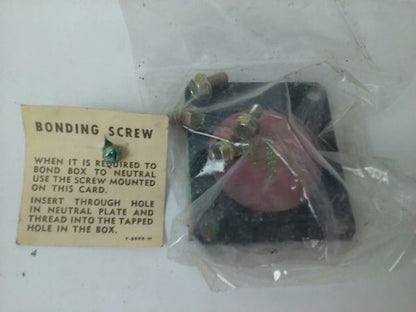 BONDING SCREW
WHEN IT IS REQUIRED TO
BOND BOX TO NEUTRAL
USE THE SCREW MOUNTED
ON THIS CARD.
INSERT THROUGH HOLE
IN NEUTRAL PLATE AND
THREAD INTO THE TAPPED
HOLE IN THE BOX.